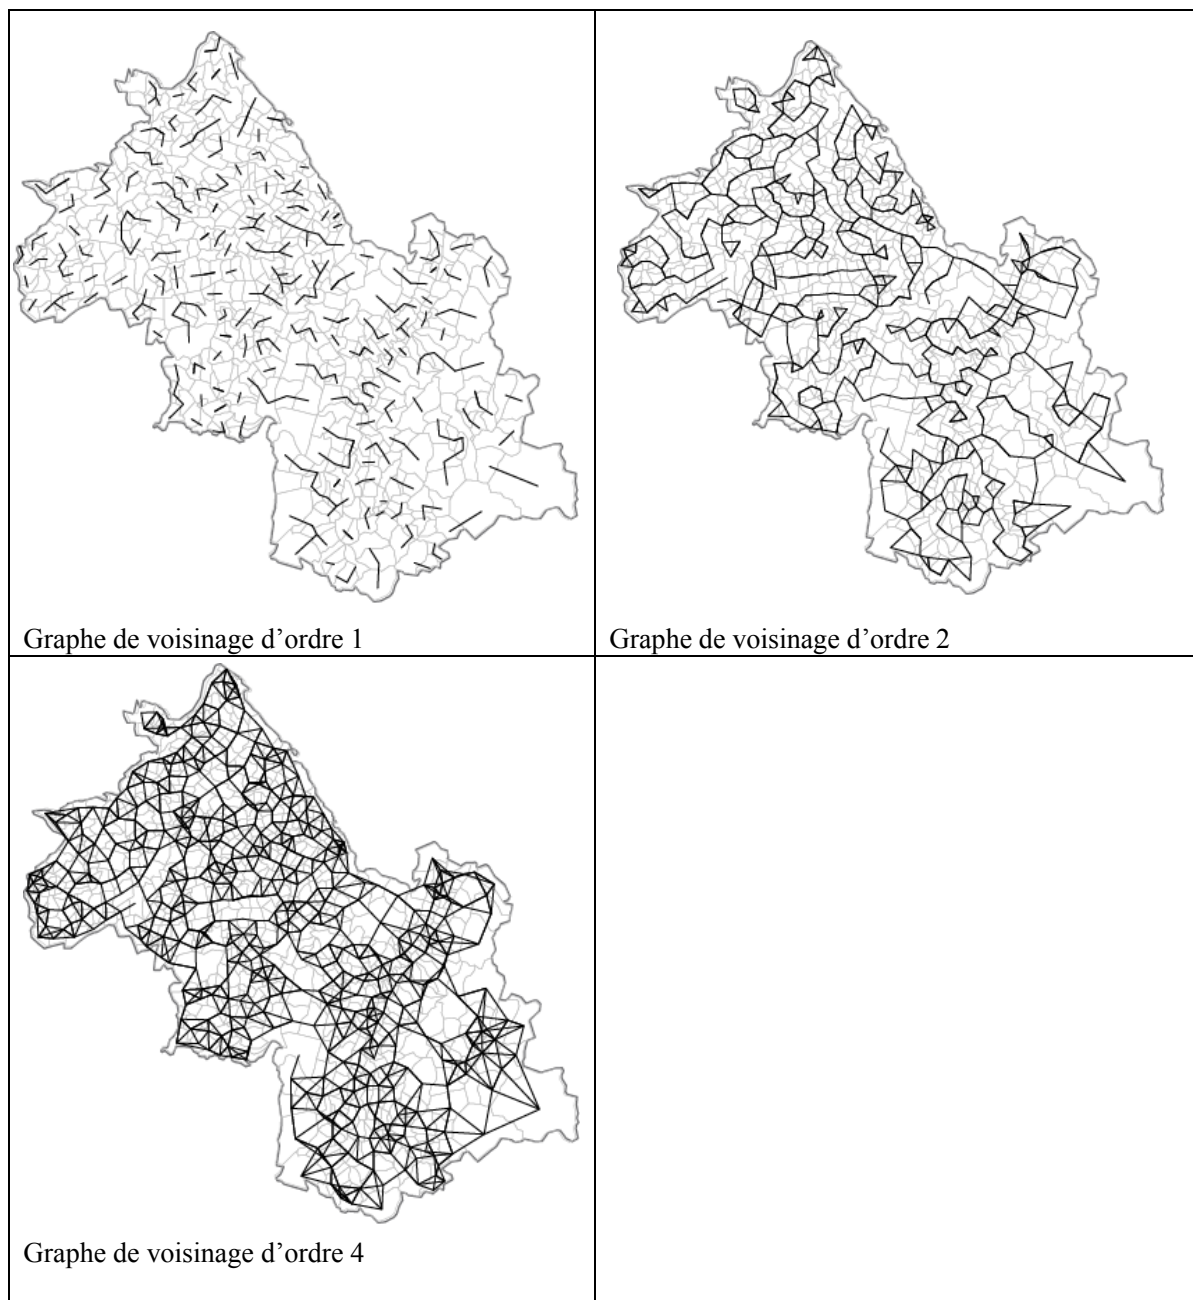 Graphe de voisinage d’ordre 1
Graphe de voisinage d’ordre 2
Graphe de voisinage d’ordre 4